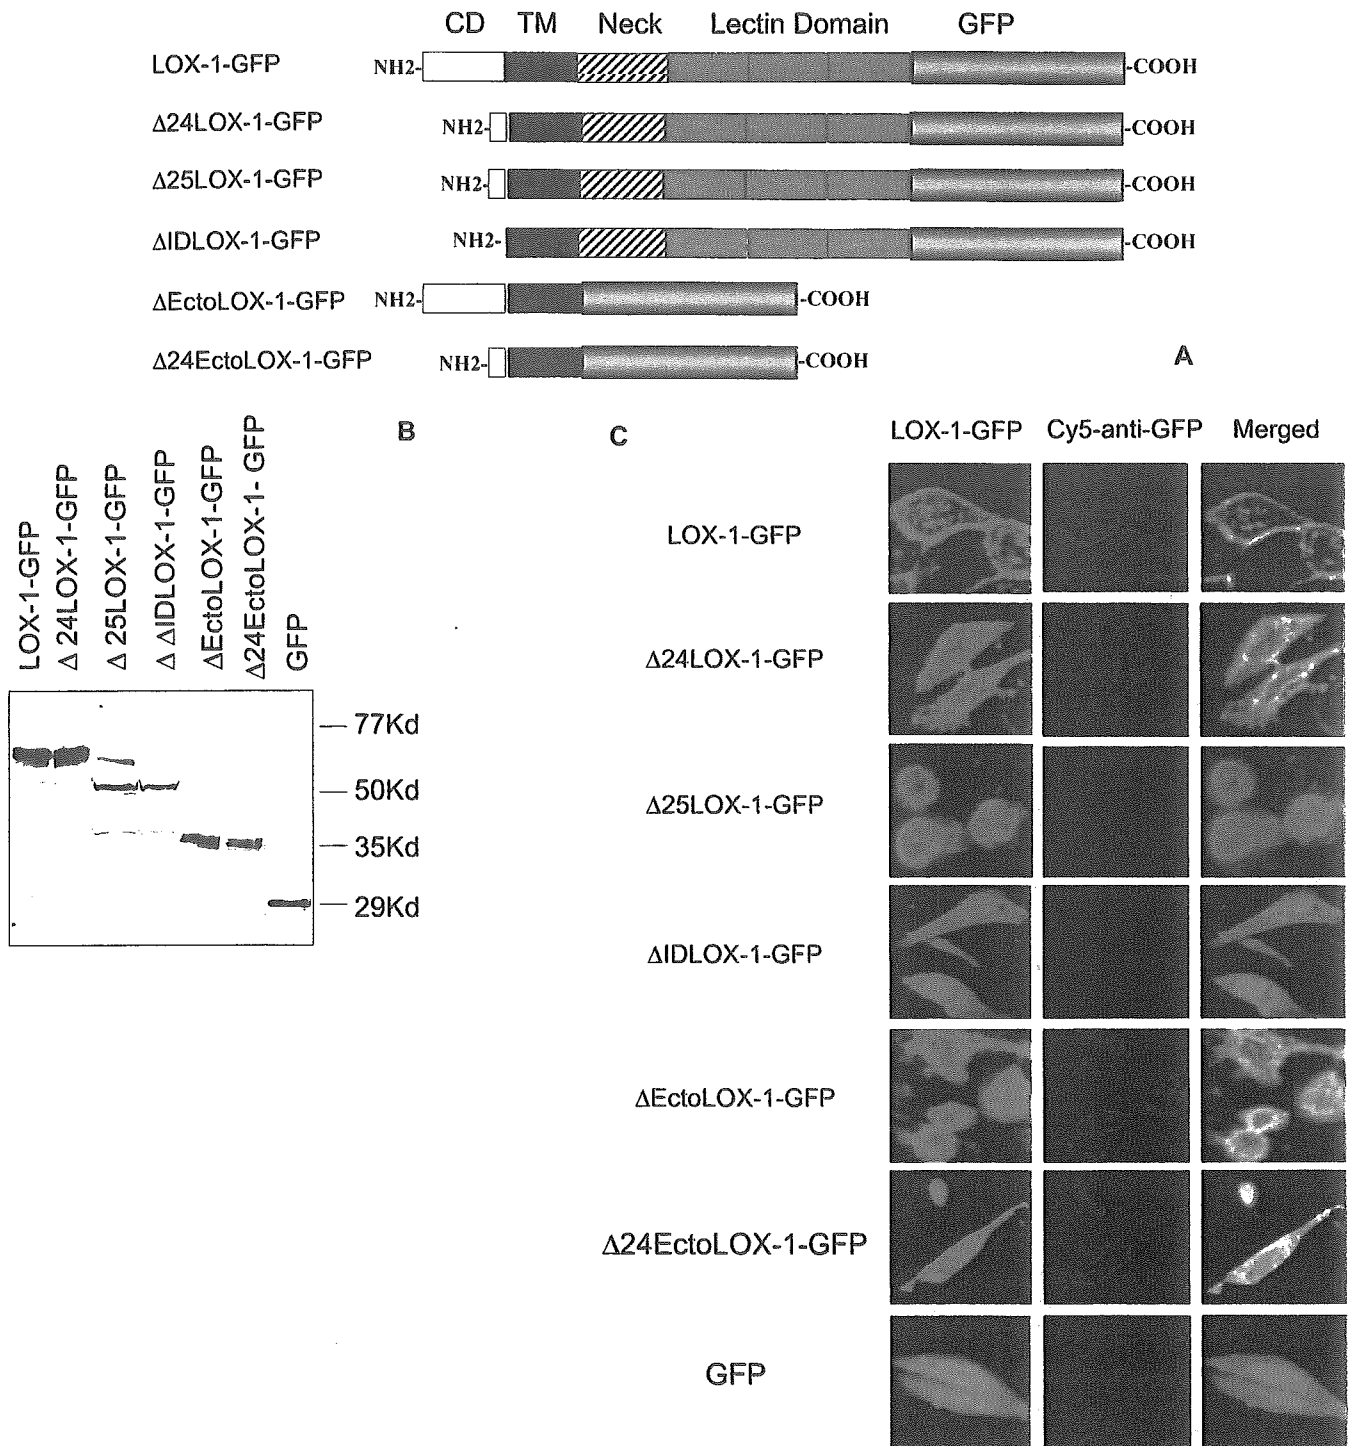 CD TM Neck Lectin Domain GFP
LOX-1-GFP NH2- -COOH
Δ24LOX-1-GFP NH2- -COOH
Δ25LOX-1-GFP NH2- -COOH
ΔIDLOX-1-GFP NH2- -COOH
ΔEctoLOX-1-GFP NH2- -COOH
Δ24EctoLOX-1-GFP NH2- -COOH
A
B
LOX-1-GFP
Δ 24LOX-1-GFP
Δ 25LOX-1-GFP
Δ ΔIDLOX-1-GFP
ΔEctoLOX-1-GFP
Δ24EctoLOX-1- GFP
GFP
77Kd
50Kd
35Kd
29Kd
C
LOX-1-GFP Cy5-anti-GFP Merged
LOX-1-GFP
Δ24LOX-1-GFP
Δ25LOX-1-GFP
ΔIDLOX-1-GFP
ΔEctoLOX-1-GFP
Δ24EctoLOX-1-GFP
GFP